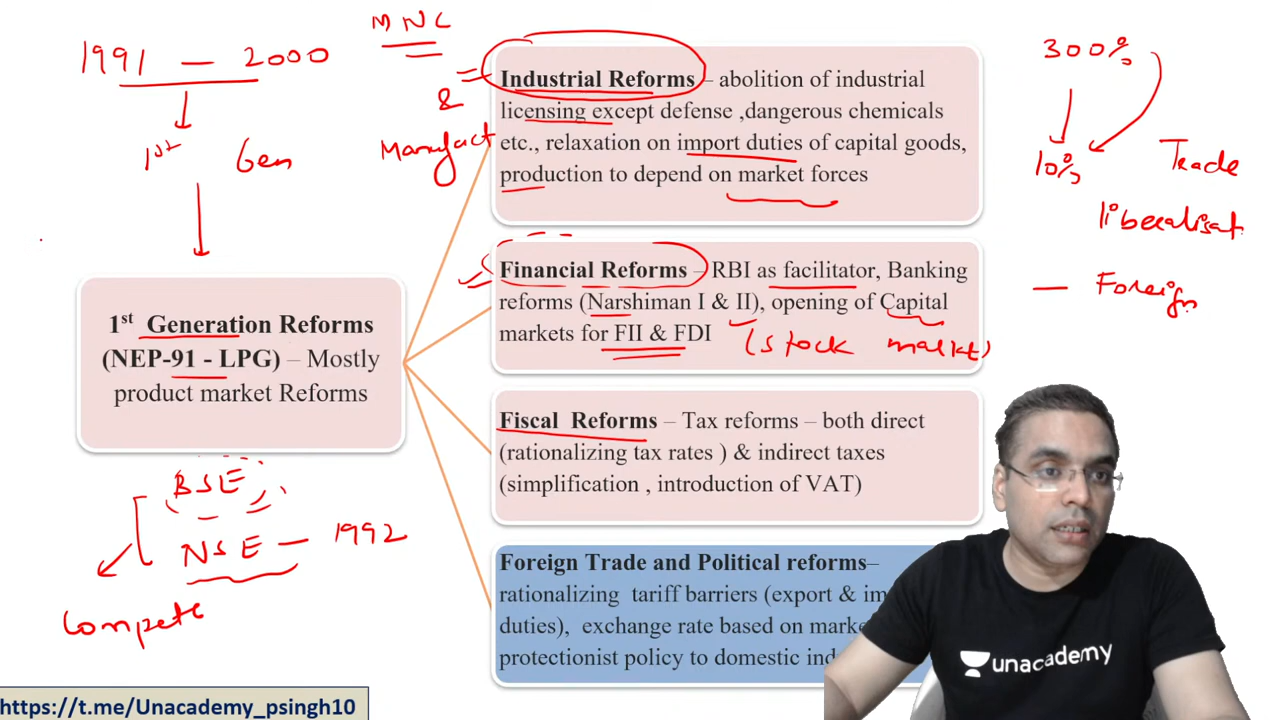 1991 — 2000
MNC
&
Manufact
1st Gen
Industrial Reforms – abolition of industrial
licensing except defense ,dangerous chemicals
etc., relaxation on import duties of capital goods,
production to depend on market forces
300%
10%
Trade
liberalisat
— Foreign
Financial Reforms – RBI as facilitator, Banking
reforms (Narshiman I & II), opening of Capital
markets for FII & FDI
(stock market)
1st Generation Reforms
(NEP-91 - LPG) – Mostly
product market Reforms
Fiscal Reforms – Tax reforms – both direct
(rationalizing tax rates ) & indirect taxes
(simplification , introduction of VAT)
BSE
NSE — 1992
Compete
Foreign Trade and Political reforms–
rationalizing tariff barriers (export & im
duties), exchange rate based on marke
protectionist policy to domestic ind
unacademy
https://t.me/Unacademy_psingh10